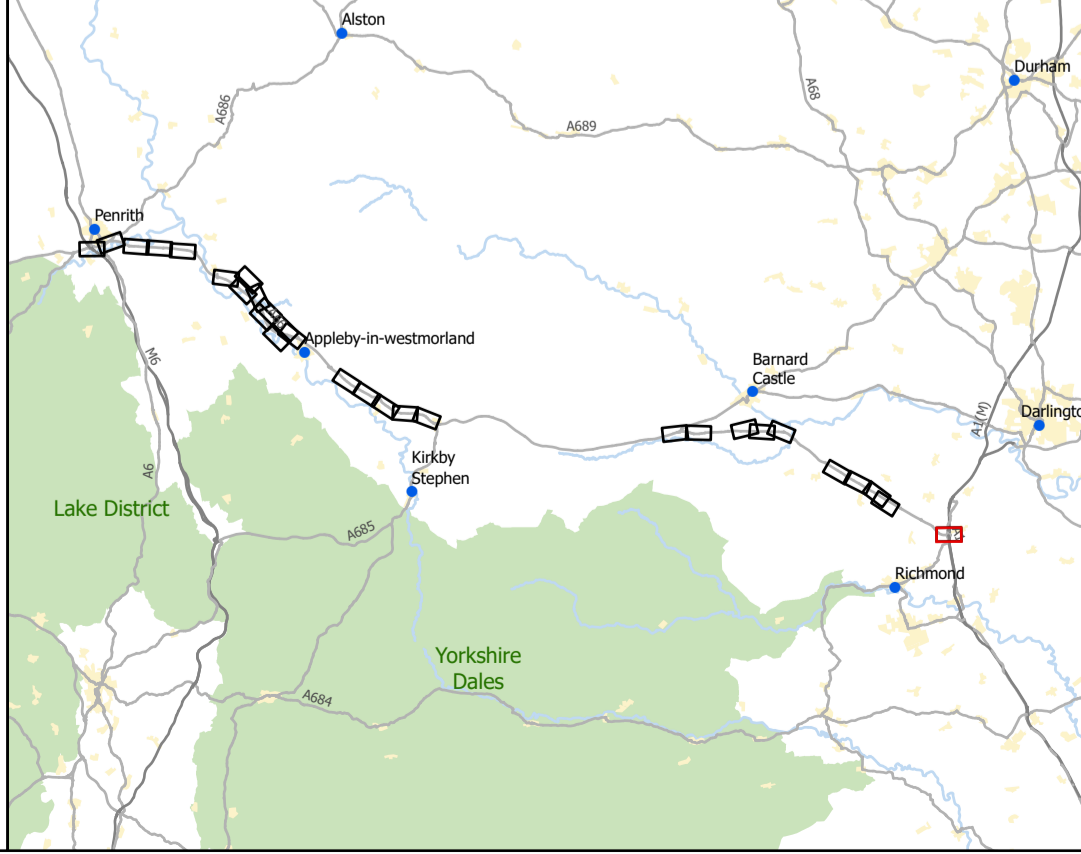 Alston
Durham
A68
A686
A689
Penrith
Appleby-in-westmorland
M6
Barnard
Castle
A1(M)
Darlingto
Kirkby
Stephen
A6
Lake District
A685
Richmond
Yorkshire
Dales
A684